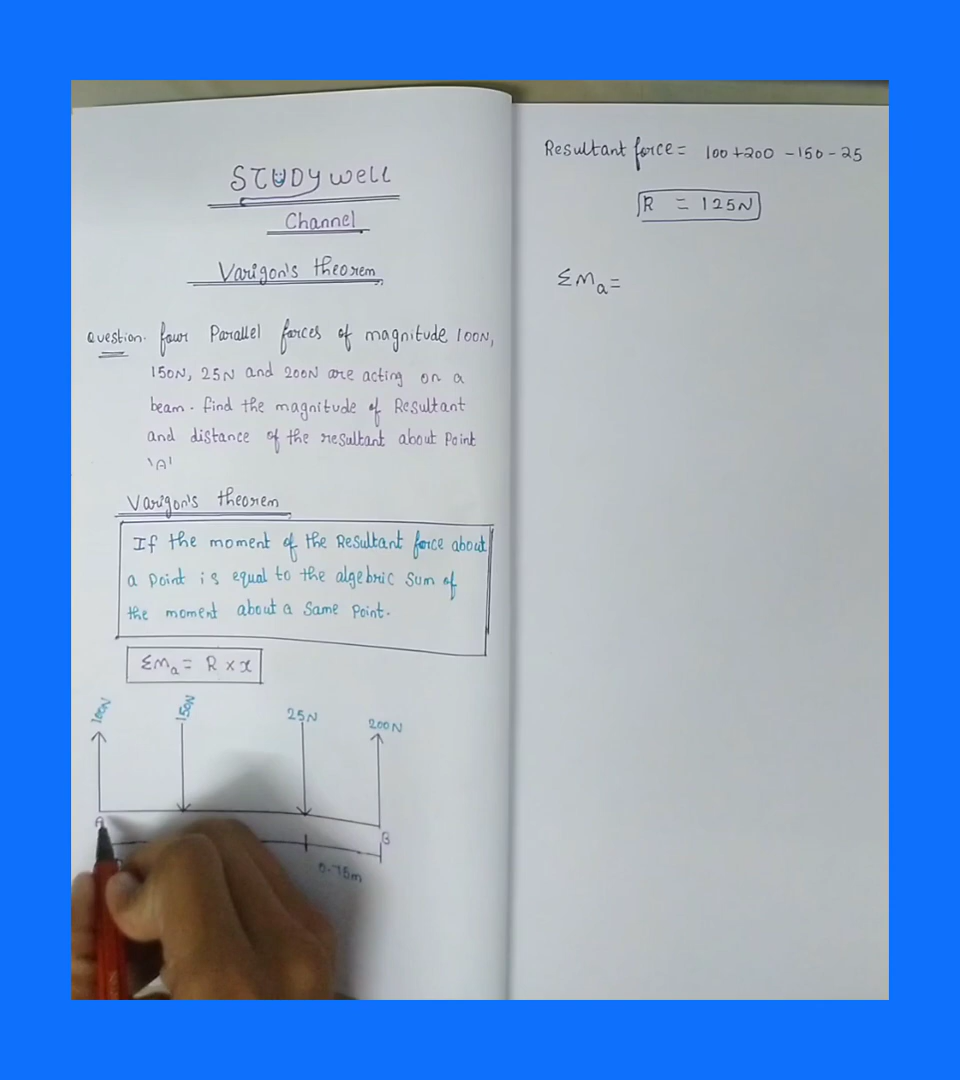 STUDY well
Channel
Varigon's theorem
Question. four Parallel forces of magnitude 100N,
150N, 25N and 200N are acting on a
beam. find the magnitude of Resultant
and distance of the resultant about Point
'A'
Varigon's theorem
If the moment of the Resultant force about
a Point is equal to the algebric sum of
the moment about a Same Point.
ΣMa = R × x
100N
150N
25N
200N
A
B
0.75m
Resultant force = 100 + 200 - 150 - 25
R = 125N
ΣMa =